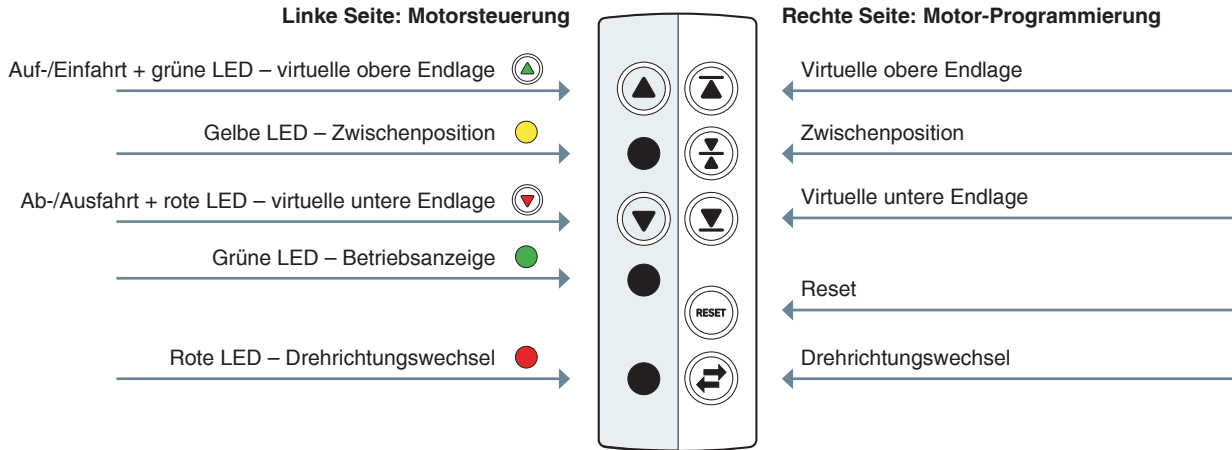 Linke Seite: Motorsteuerung
Rechte Seite: Motor-Programmierung
Auf-/Einfahrt + grüne LED – virtuelle obere Endlage
Virtuelle obere Endlage
Gelbe LED – Zwischenposition
Zwischenposition
Ab-/Ausfahrt + rote LED – virtuelle untere Endlage
Virtuelle untere Endlage
Grüne LED – Betriebsanzeige
Reset
RESET
Rote LED – Drehrichtungswechsel
Drehrichtungswechsel